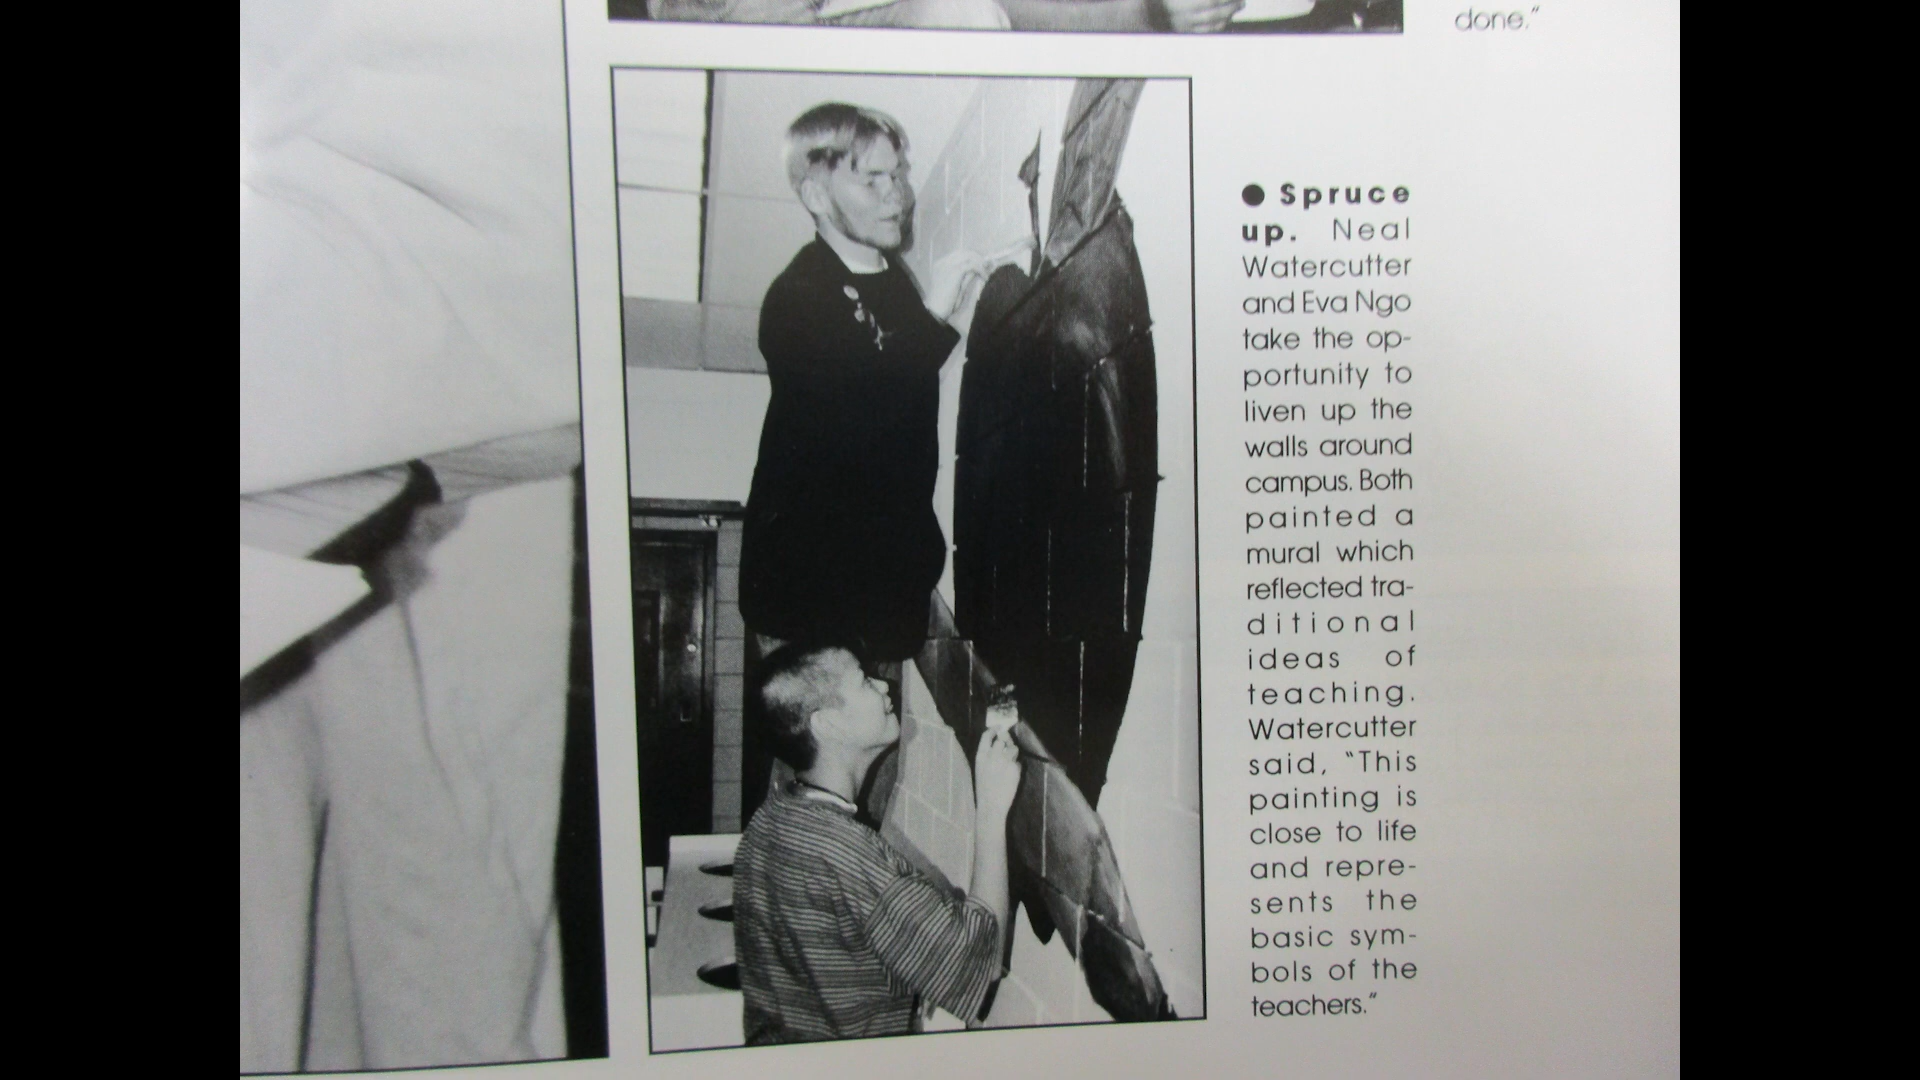 done."
● Spruce
up. Neal
Watercutter
and Eva Ngo
take the op-
portunity to
liven up the
walls around
campus. Both
painted a
mural which
reflected tra-
ditional
ideas of
teaching.
Watercutter
said, "This
painting is
close to life
and repre-
sents the
basic sym-
bols of the
teachers."